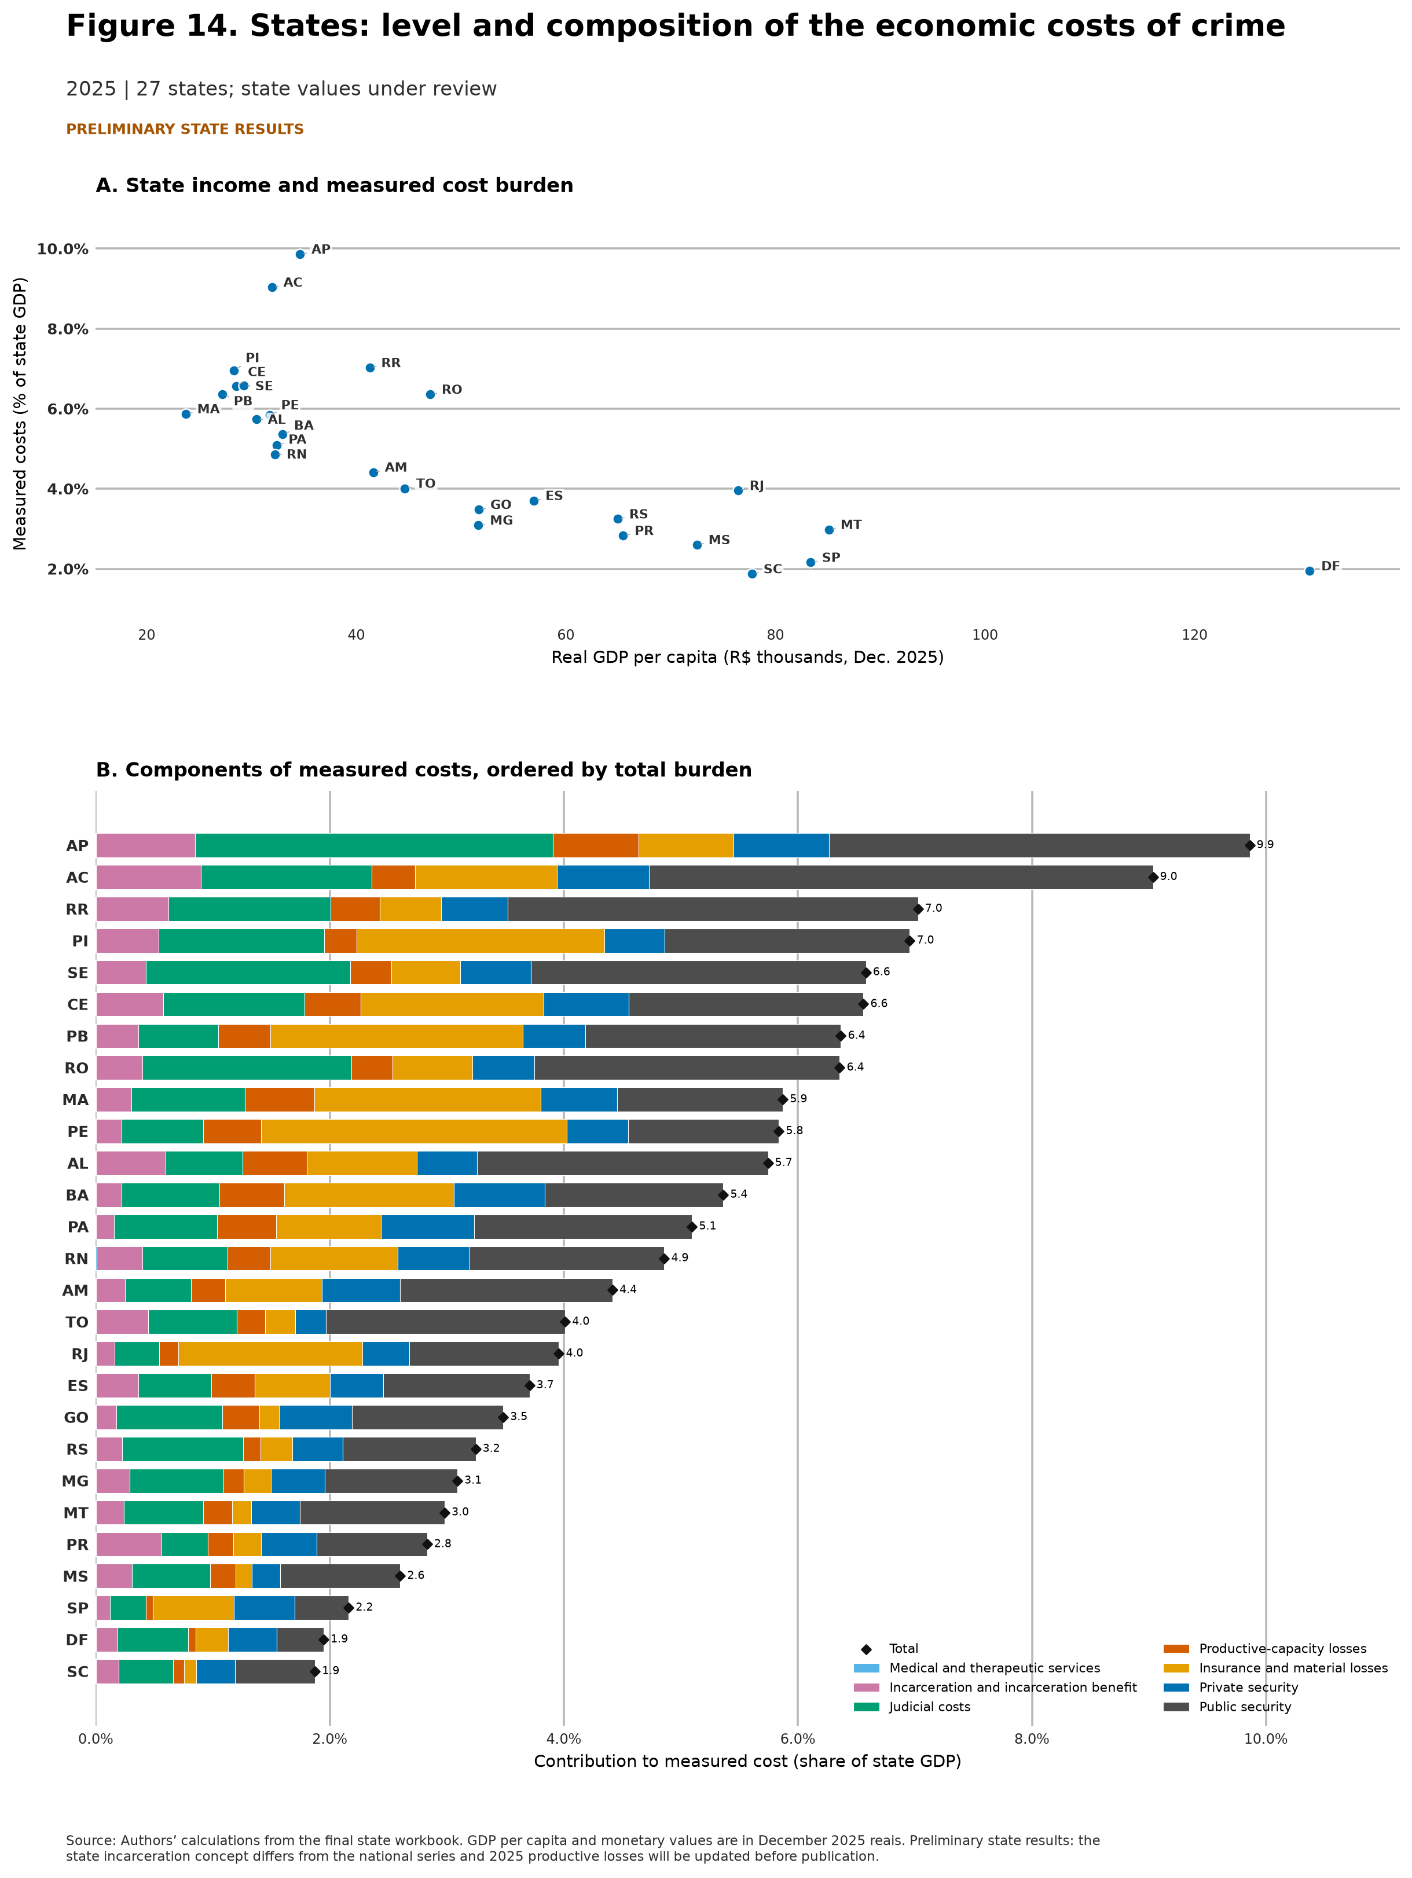 Figure 14. States: level and composition of the economic costs of crime
2025 | 27 states; state values under review
PRELIMINARY STATE RESULTS
A. State income and measured cost burden
Measured costs (% of state GDP)
10.0%
8.0%
6.0%
4.0%
2.0%
AP
AC
PI
CE
SE
RR
RO
MA
PB
PE
AL
BA
PA
RN
AM
TO
GO
MG
ES
RJ
RS
PR
MS
MT
SC
SP
DF
20 40 60 80 100 120
Real GDP per capita (R$ thousands, Dec. 2025)
B. Components of measured costs, ordered by total burden
AP 9.9
AC 9.0
RR 7.0
PI 7.0
SE 6.6
CE 6.6
PB 6.4
RO 6.4
MA 5.9
PE 5.8
AL 5.7
BA 5.4
PA 5.1
RN 4.9
AM 4.4
TO 4.0
RJ 4.0
ES 3.7
GO 3.5
RS 3.2
MG 3.1
MT 3.0
PR 2.8
MS 2.6
SP 2.2
DF 1.9
SC 1.9
Total
Medical and therapeutic services
Incarceration and incarceration benefit
Judicial costs
Productive-capacity losses
Insurance and material losses
Private security
Public security
0.0% 2.0% 4.0% 6.0% 8.0% 10.0%
Contribution to measured cost (share of state GDP)
Source: Authors’ calculations from the final state workbook. GDP per capita and monetary values are in December 2025 reais. Preliminary state results: the
state incarceration concept differs from the national series and 2025 productive losses will be updated before publication.